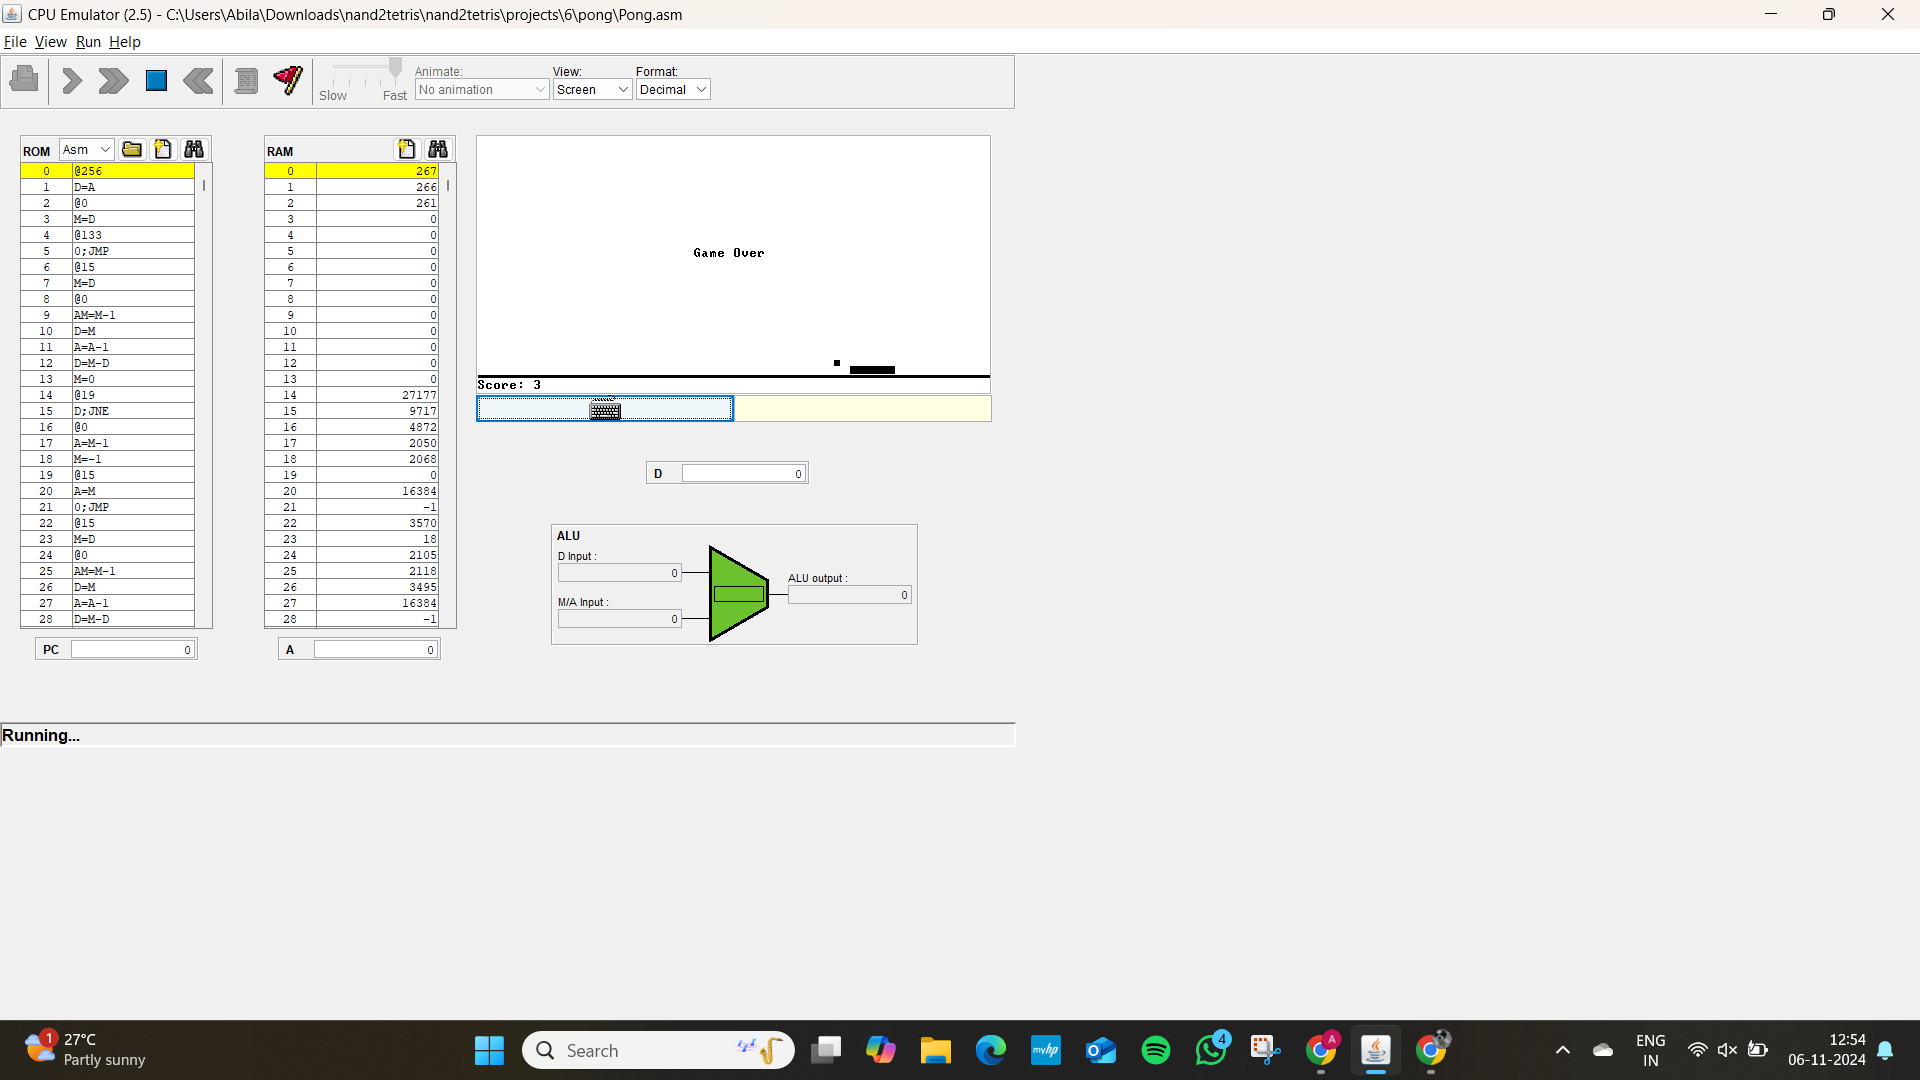 CPU Emulator (2.5) - C:\Users\Abila\Downloads\nand2tetris\nand2tetris\projects\6\pong\Pong.asm
File View Run Help
Slow Fast
Animate:
No animation
View:
Screen
Format:
Decimal
ROM Asm
0 @256
1 D=A
2 @0
3 M=D
4 @133
5 0;JMP
6 @15
7 M=D
8 @0
9 AM=M-1
10 D=M
11 A=A-1
12 D=M-D
13 M=0
14 @19
15 D;JNE
16 @0
17 A=M-1
18 M=-1
19 @15
20 A=M
21 0;JMP
22 @15
23 M=D
24 @0
25 AM=M-1
26 D=M
27 A=A-1
28 D=M-D
PC 0
RAM
0 267
1 266
2 261
3 0
4 0
5 0
6 0
7 0
8 0
9 0
10 0
11 0
12 0
13 0
14 27177
15 9717
16 4872
17 2050
18 2068
19 0
20 16384
21 -1
22 3570
23 18
24 2105
25 2118
26 3495
27 16384
28 -1
A 0
Game Over
Score: 3
D 0
ALU
D Input :
0
M/A Input :
0
ALU output :
0
Running...
1
27°C
Partly sunny
Search
myhp
4
A
ENG
IN
12:54
06-11-2024